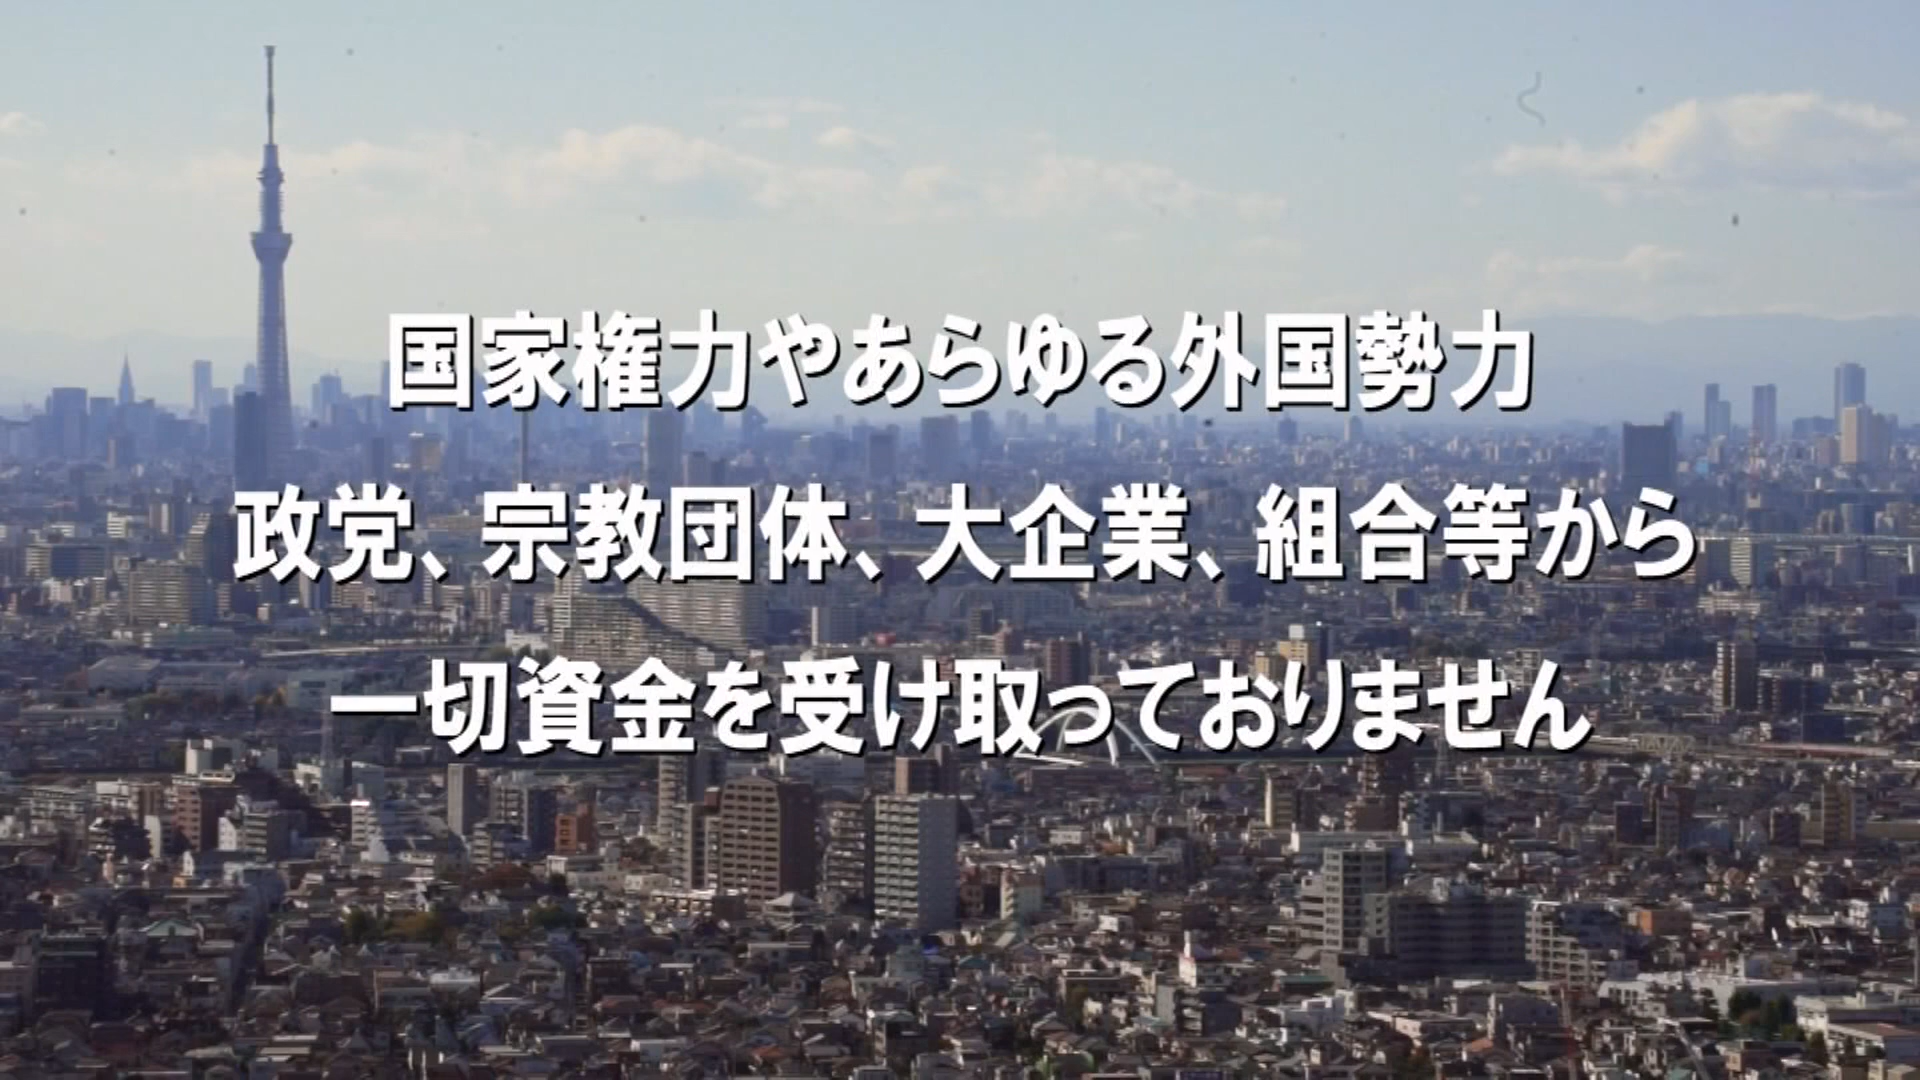 国家権力やあらゆる外国勢力
政党、宗教団体、大企業、組合等から
一切資金を受け取っておりません